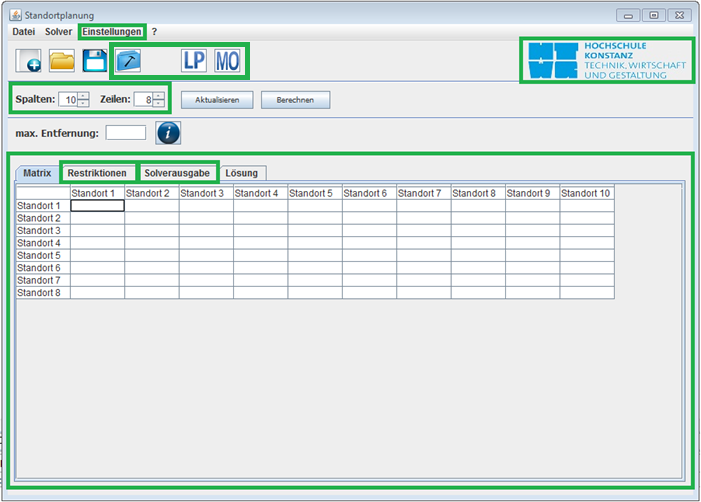 Standortplanung
Datei Solver Einstellungen ?
LP MO
HOCHSCHULE
KONSTANZ
TECHNIK, WIRTSCHAFT
UND GESTALTUNG
Spalten: 10 Zeilen: 8 Aktualisieren Berechnen
max. Entfernung: i
Matrix Restriktionen Solverausgabe Lösung
Standort 1 Standort 2 Standort 3 Standort 4 Standort 5 Standort 6 Standort 7 Standort 8 Standort 9 Standort 10
Standort 1
Standort 2
Standort 3
Standort 4
Standort 5
Standort 6
Standort 7
Standort 8